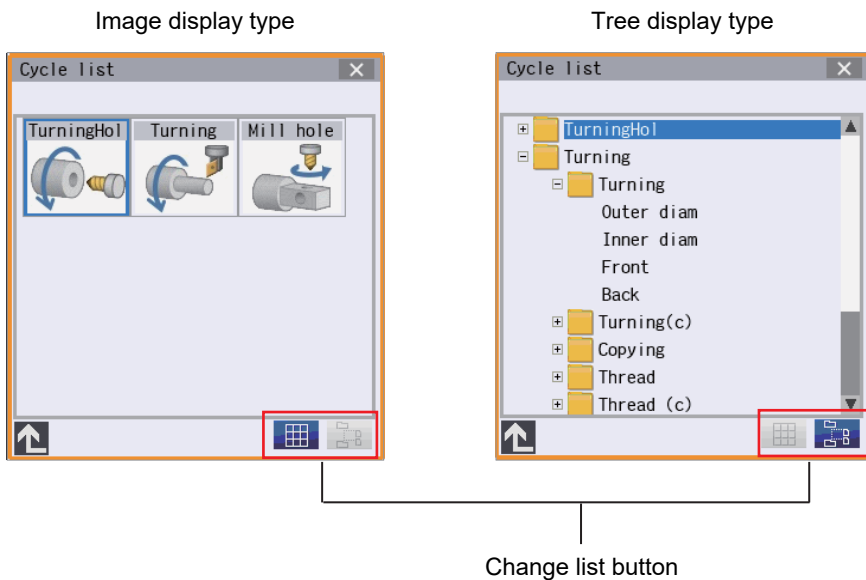 Image display type
Cycle list
TurningHol
Turning
Mill hole
Tree display type
Cycle list
TurningHol
Turning
Turning
Outer diam
Inner diam
Front
Back
Turning(c)
Copying
Thread
Thread (c)
Change list button